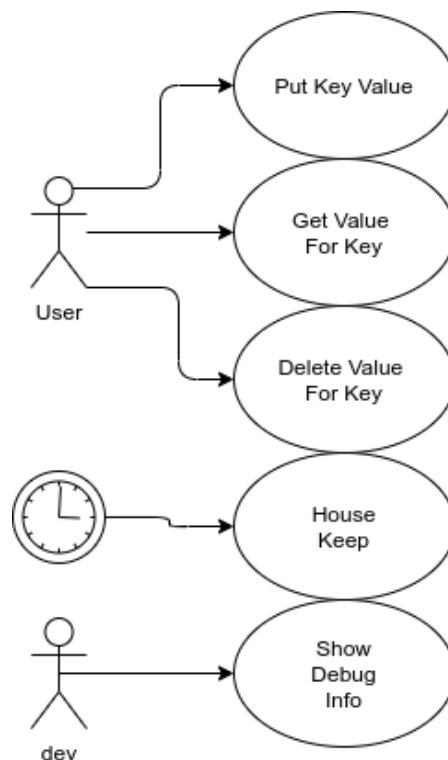 Put Key Value
Get Value
For Key
User
Delete Value
For Key
House
Keep
Show
Debug
Info
dev